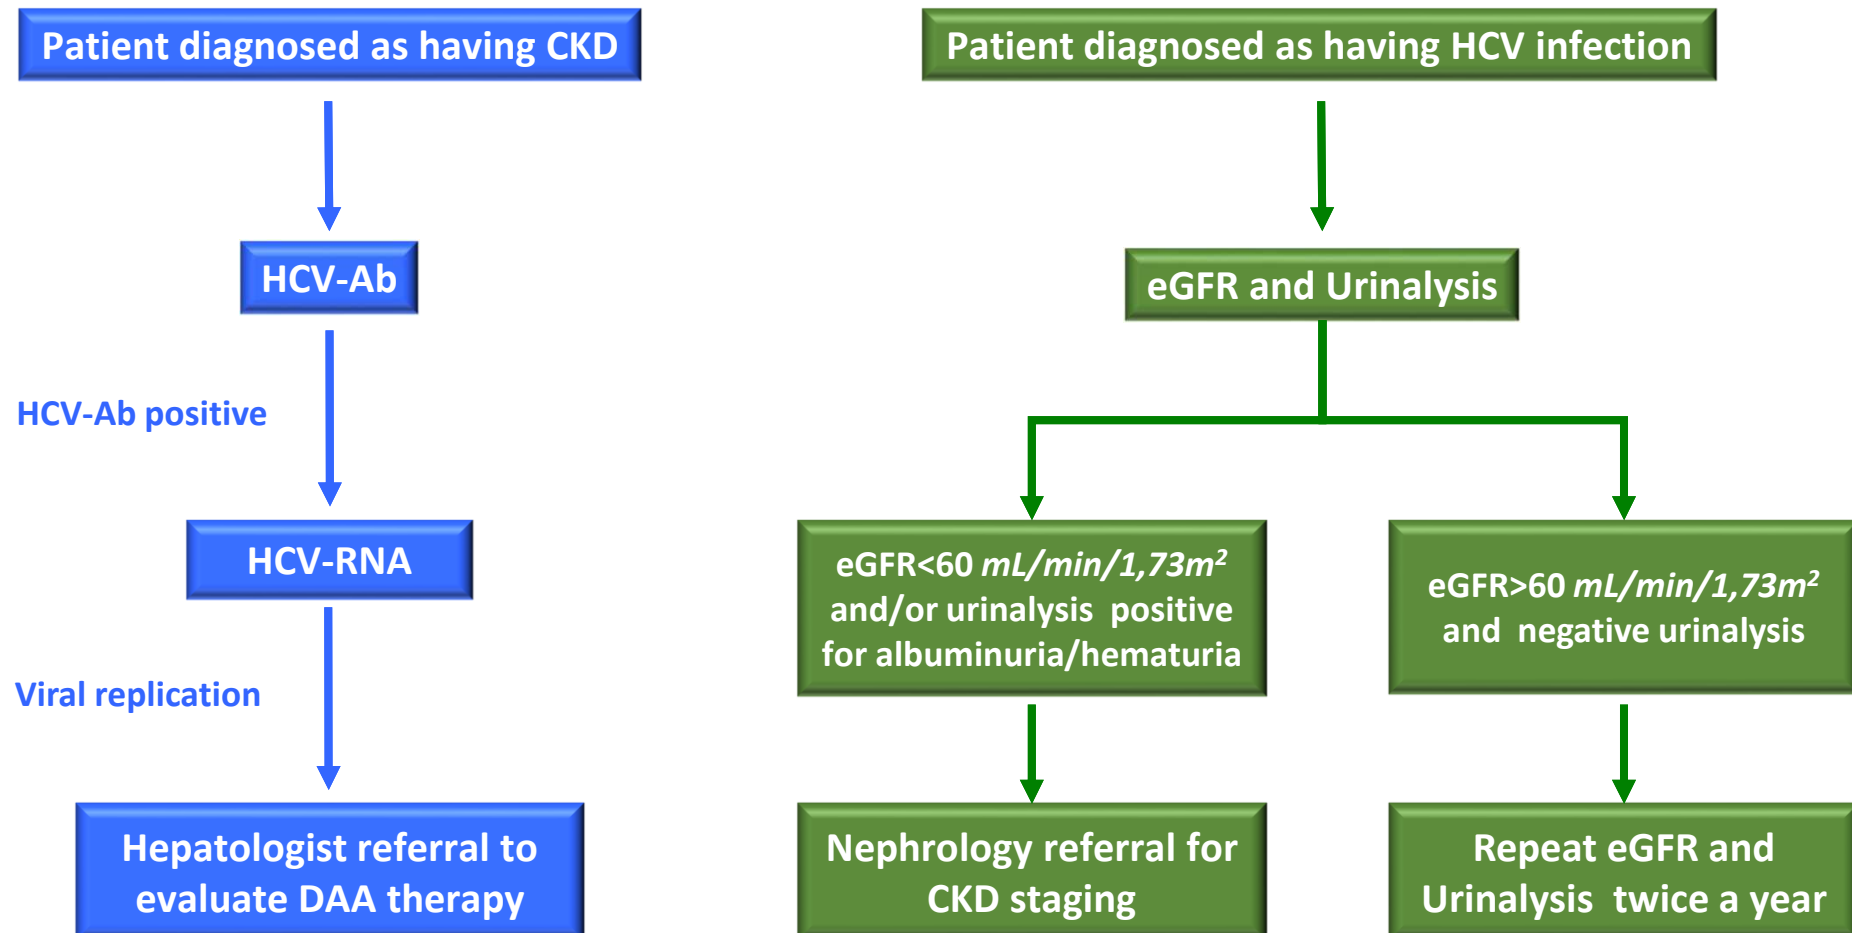 Patient diagnosed as having CKD
HCV-Ab
HCV-Ab positive
HCV-RNA
Viral replication
Hepatologist referral to
evaluate DAA therapy
Patient diagnosed as having HCV infection
eGFR and Urinalysis
eGFR<60 mL/min/1,73m²
and/or urinalysis positive
for albuminuria/hematuria
eGFR>60 mL/min/1,73m²
and negative urinalysis
Nephrology referral for
CKD staging
Repeat eGFR and
Urinalysis twice a year